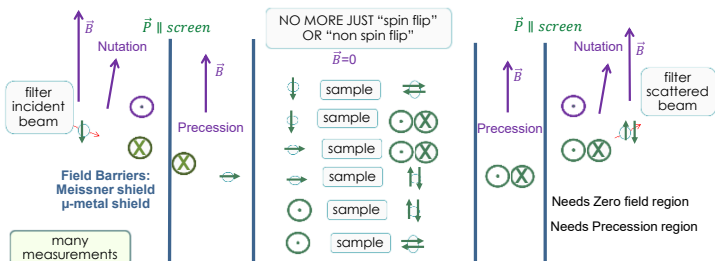 P⃗ ∥ screen
NO MORE JUST “spin flip”
OR “non spin flip”
P⃗ ∥ screen
B⃗
Nutation
B⃗
B⃗=0
Nutation
B⃗
B⃗
filter
incident
beam
filter
scattered
beam
sample
sample
sample
sample
sample
sample
Precession
Precession
X
X
X
X
X
X
X
Field Barriers:
Meissner shield
μ-metal shield
Needs Zero field region
Needs Precession region
many
measurements